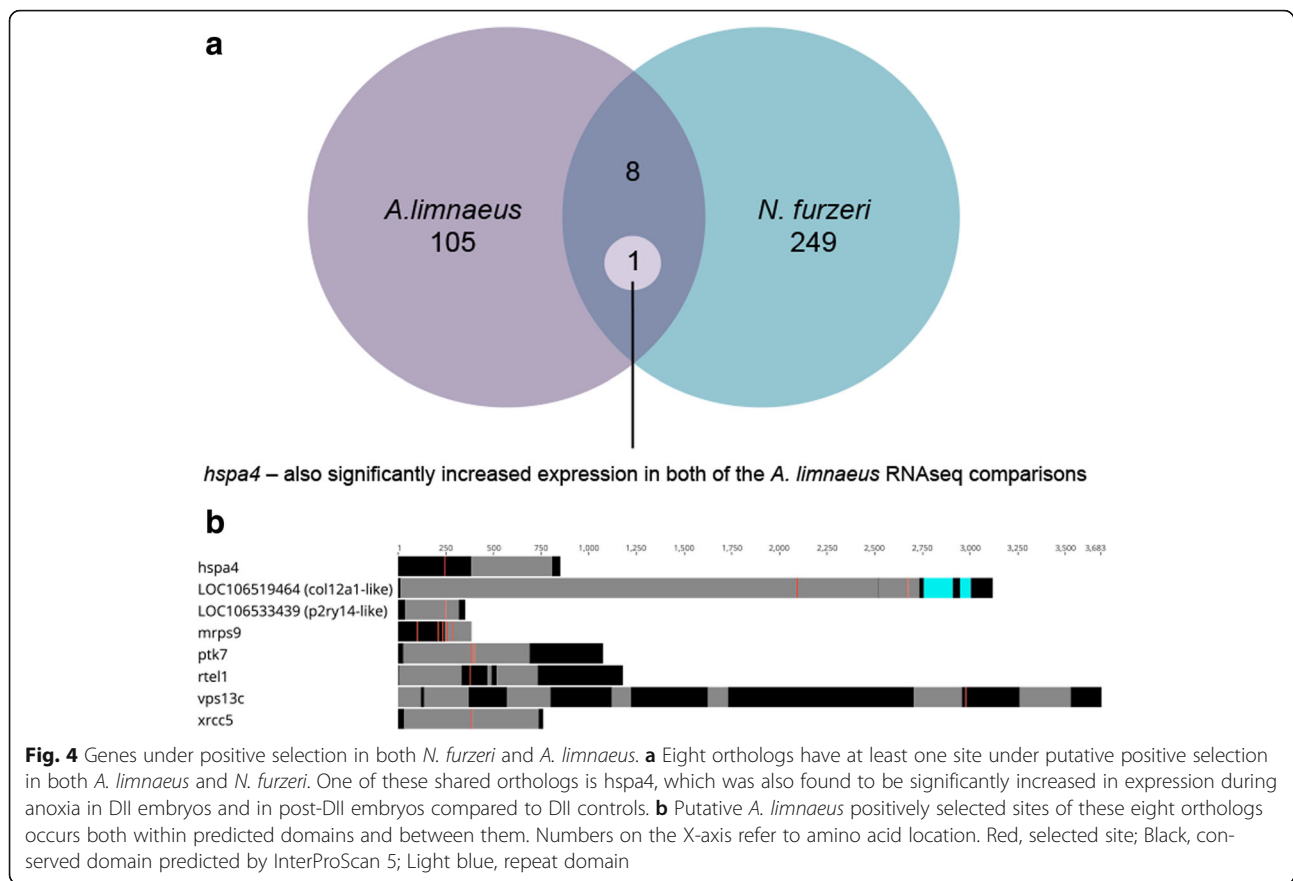 a
8
A.limnaeus
105
N. furzeri
249
1
hspa4 – also significantly increased expression in both of the A. limnaeus RNAseq comparisons
b
1 250 500 750 1,000 1,250 1,500 1,750 2,000 2,250 2,500 2,750 3,000 3,250 3,500 3,683
hspa4
LOC106519464 (col12a1-like)
LOC106533439 (p2ry14-like)
mrps9
ptk7
rtel1
vps13c
xrcc5
Fig. 4 Genes under positive selection in both N. furzeri and A. limnaeus. a Eight orthologs have at least one site under putative positive selection
in both A. limnaeus and N. furzeri. One of these shared orthologs is hspa4, which was also found to be significantly increased in expression during
anoxia in DII embryos and in post-DII embryos compared to DII controls. b Putative A. limnaeus positively selected sites of these eight orthologs
occurs both within predicted domains and between them. Numbers on the X-axis refer to amino acid location. Red, selected site; Black, con-
served domain predicted by InterProScan 5; Light blue, repeat domain